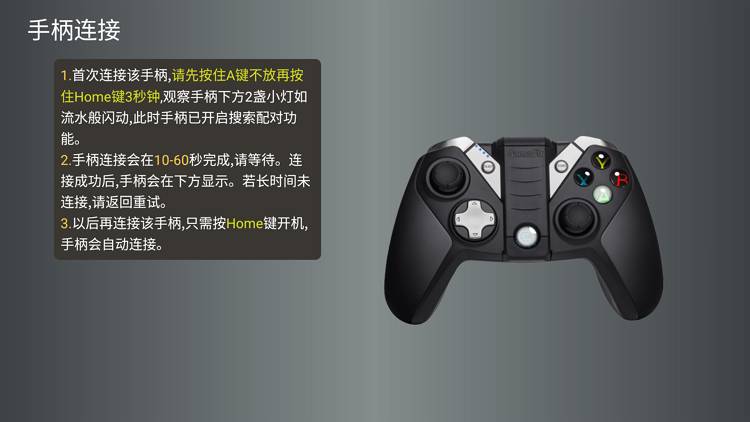 手柄连接
1.首次连接该手柄,请先按住A键不放再按
住Home键3秒钟,观察手柄下方2盏小灯如
流水般闪动,此时手柄已开启搜索配对功
能。
2.手柄连接会在10-60秒完成,请等待。连
接成功后,手柄会在下方显示。若长时间未
连接,请返回重试。
3.以后再连接该手柄,只需按Home键开机,
手柄会自动连接。
Y
X
A